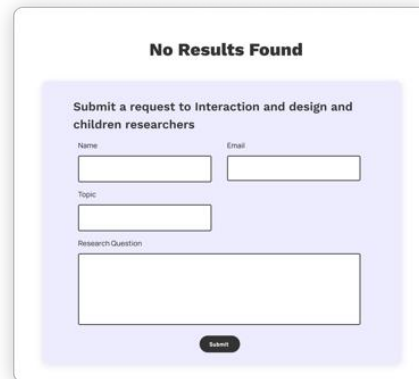 No Results Found
Submit a request to Interaction and design and
children researchers
Name
Email
Topic
Research Question
Submit